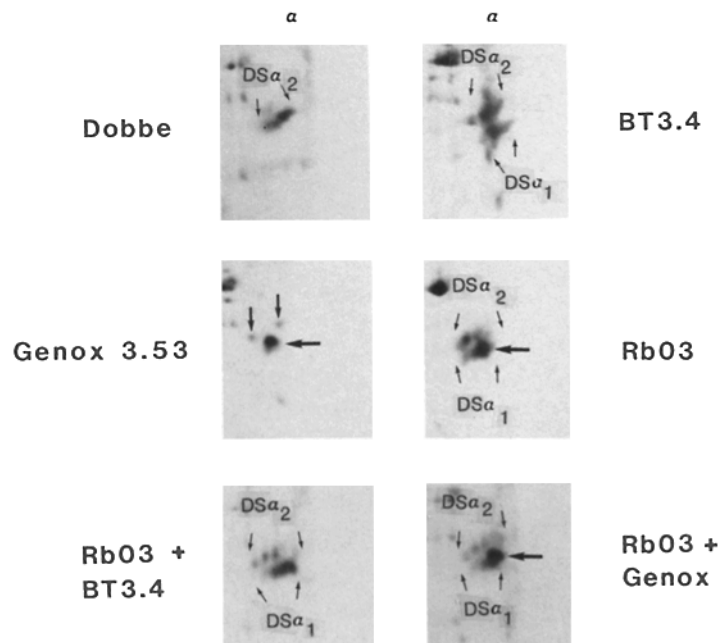 α α
DSα2
Dobbe
DSα2
BT3.4
DSα1
Genox 3.53
DSα2
Rb03
DSα1
DSα2
Rb03 +
BT3.4
DSα1
DSα2
Rb03 +
Genox
DSα1